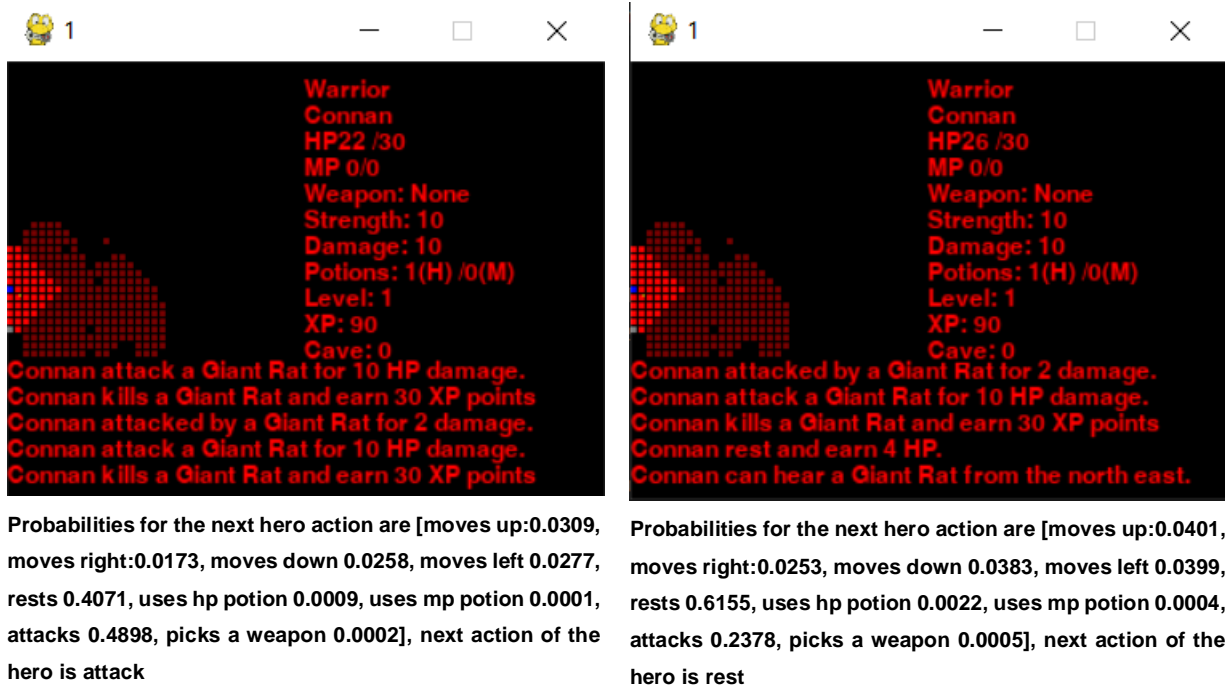 1
Warrior
Connan
HP22 /30
MP 0/0
Weapon: None
Strength: 10
Damage: 10
Potions: 1(H) /0(M)
Level: 1
XP: 90
Cave: 0
Connan attack a Giant Rat for 10 HP damage.
Connan kills a Giant Rat and earn 30 XP points
Connan attacked by a Giant Rat for 2 damage.
Connan attack a Giant Rat for 10 HP damage.
Connan kills a Giant Rat and earn 30 XP points
Probabilities for the next hero action are [moves up:0.0309,
moves right:0.0173, moves down 0.0258, moves left 0.0277,
rests 0.4071, uses hp potion 0.0009, uses mp potion 0.0001,
attacks 0.4898, picks a weapon 0.0002], next action of the
hero is attack
1
Warrior
Connan
HP26 /30
MP 0/0
Weapon: None
Strength: 10
Damage: 10
Potions: 1(H) /0(M)
Level: 1
XP: 90
Cave: 0
Connan attacked by a Giant Rat for 2 damage.
Connan attack a Giant Rat for 10 HP damage.
Connan kills a Giant Rat and earn 30 XP points
Connan rest and earn 4 HP.
Connan can hear a Giant Rat from the north east.
Probabilities for the next hero action are [moves up:0.0401,
moves right:0.0253, moves down 0.0383, moves left 0.0399,
rests 0.6155, uses hp potion 0.0022, uses mp potion 0.0004,
attacks 0.2378, picks a weapon 0.0005], next action of the
hero is rest